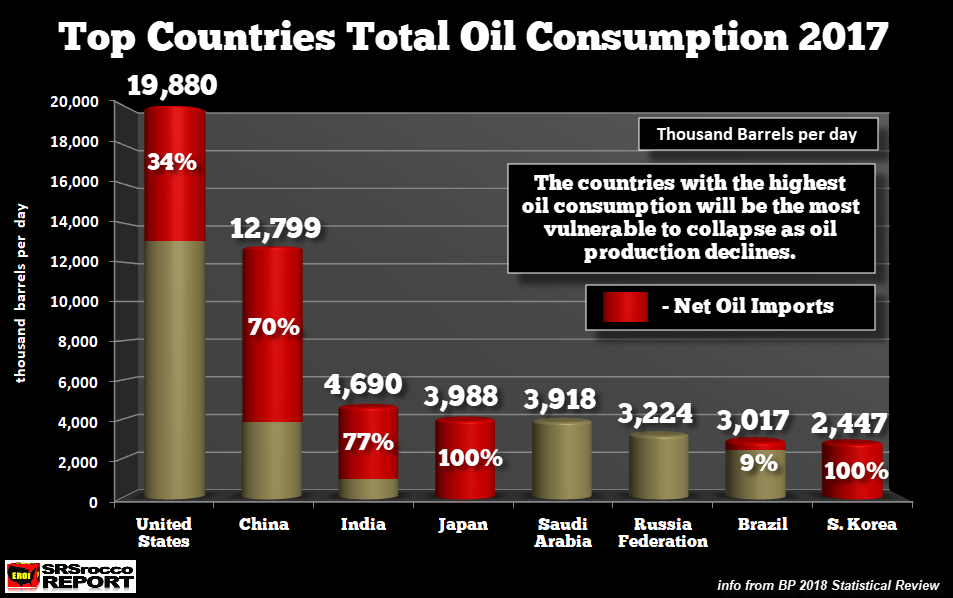 Top Countries Total Oil Consumption 2017
19,880
12,799
4,690
3,988
3,918
3,224
3,017
2,447
34%
70%
77%
100%
9%
100%
Thousand Barrels per day
The countries with the highest
oil consumption will be the most
vulnerable to collapse as oil
production declines.
- Net Oil Imports
thousand barrels per day
20,000
18,000
16,000
14,000
12,000
10,000
8,000
6,000
4,000
2,000
0
United
States
China
India
Japan
Saudi
Arabia
Russia
Federation
Brazil
S. Korea
EROI
SRSrocco
REPORT
info from BP 2018 Statistical Review